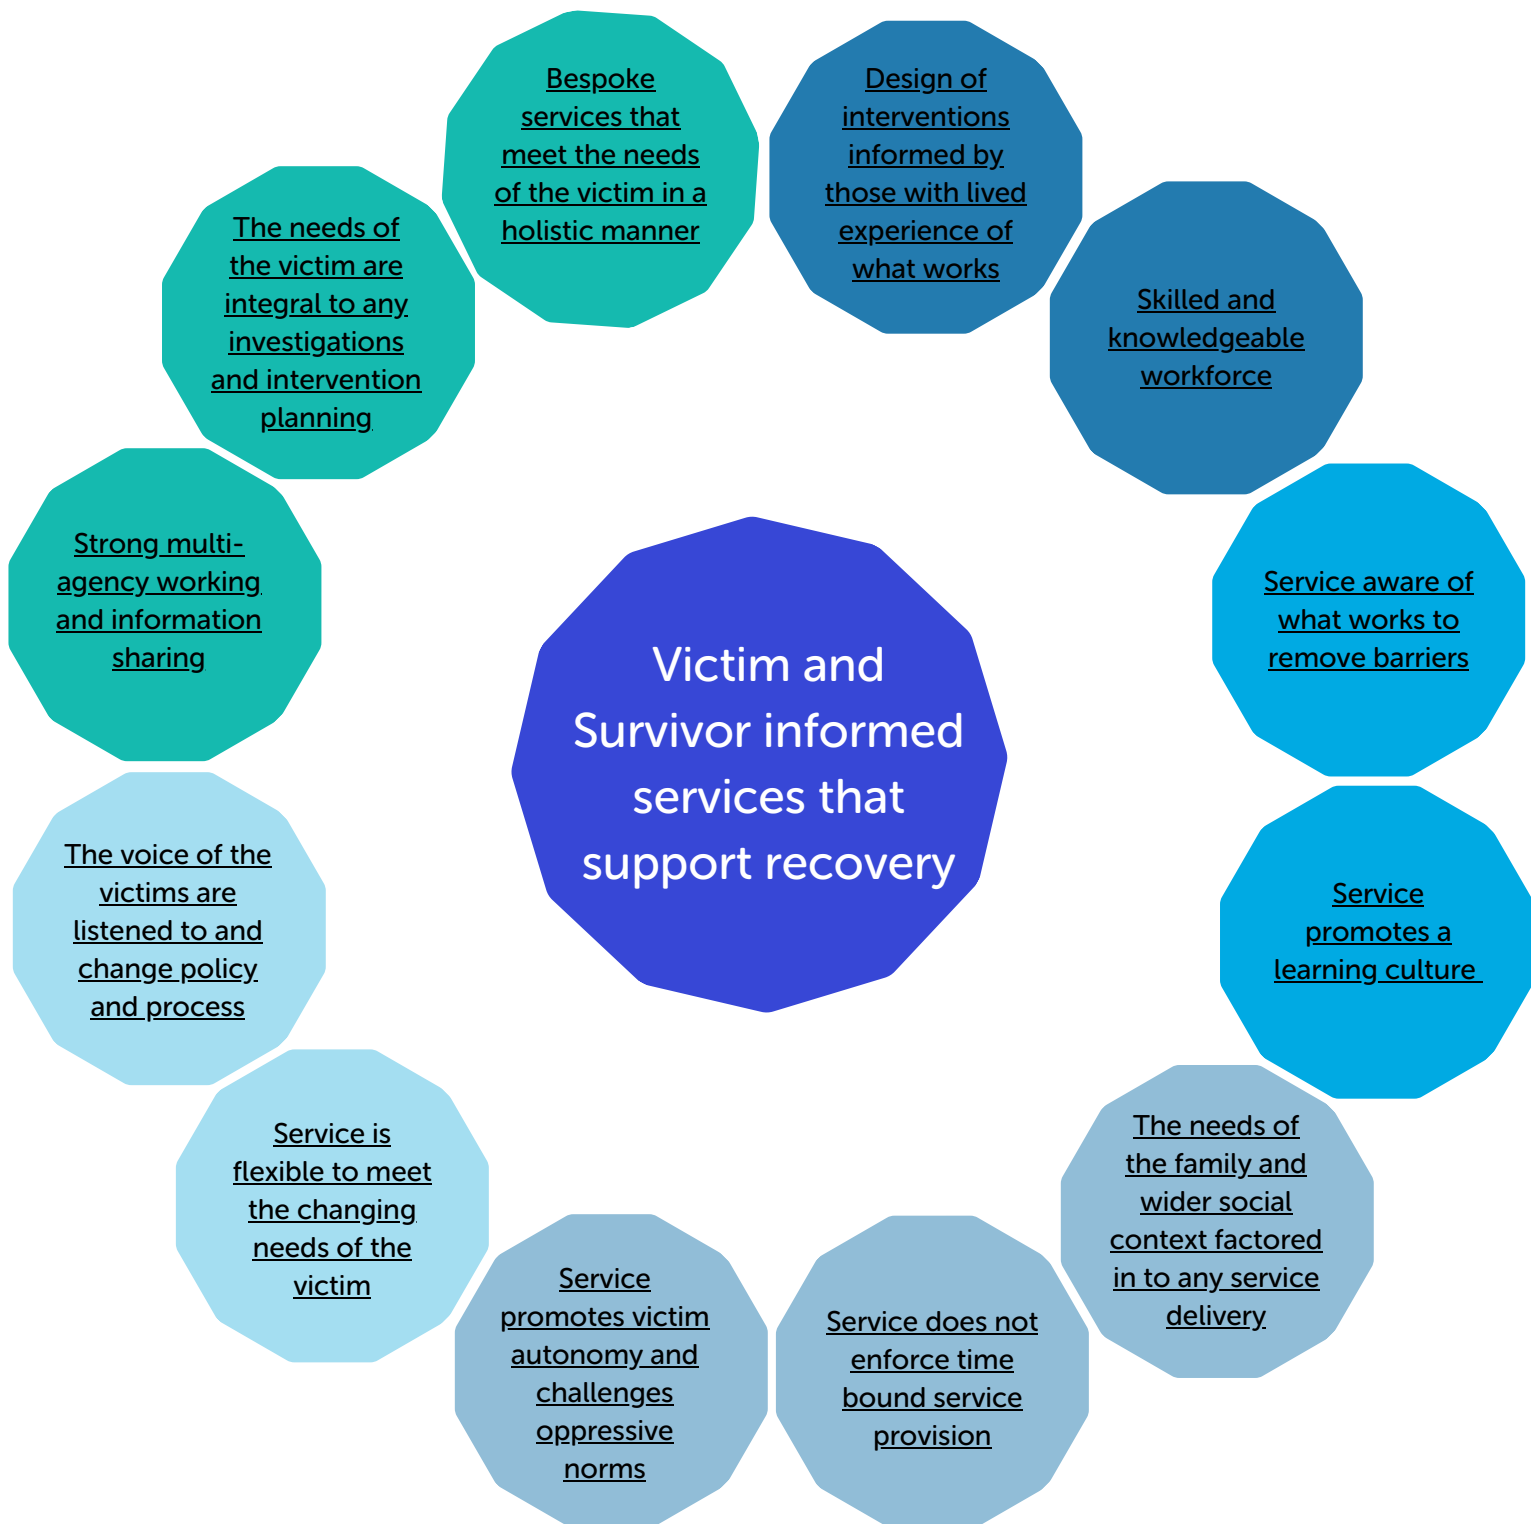 Bespoke
services that
meet the needs
of the victim in a
holistic manner
Design of
interventions
informed by
those with lived
experience of
what works
Skilled and
knowledgeable
workforce
Service aware of
what works to
remove barriers
Service
promotes a
learning culture
The needs of
the family and
wider social
context factored
in to any service
delivery
Service does not
enforce time
bound service
provision
Service
promotes victim
autonomy and
challenges
oppressive
norms
Service is
flexible to meet
the changing
needs of the
victim
The voice of the
victims are
listened to and
change policy
and process
Strong multi-
agency working
and information
sharing
The needs of
the victim are
integral to any
investigations
and intervention
planning
Victim and
Survivor informed
services that
support recovery